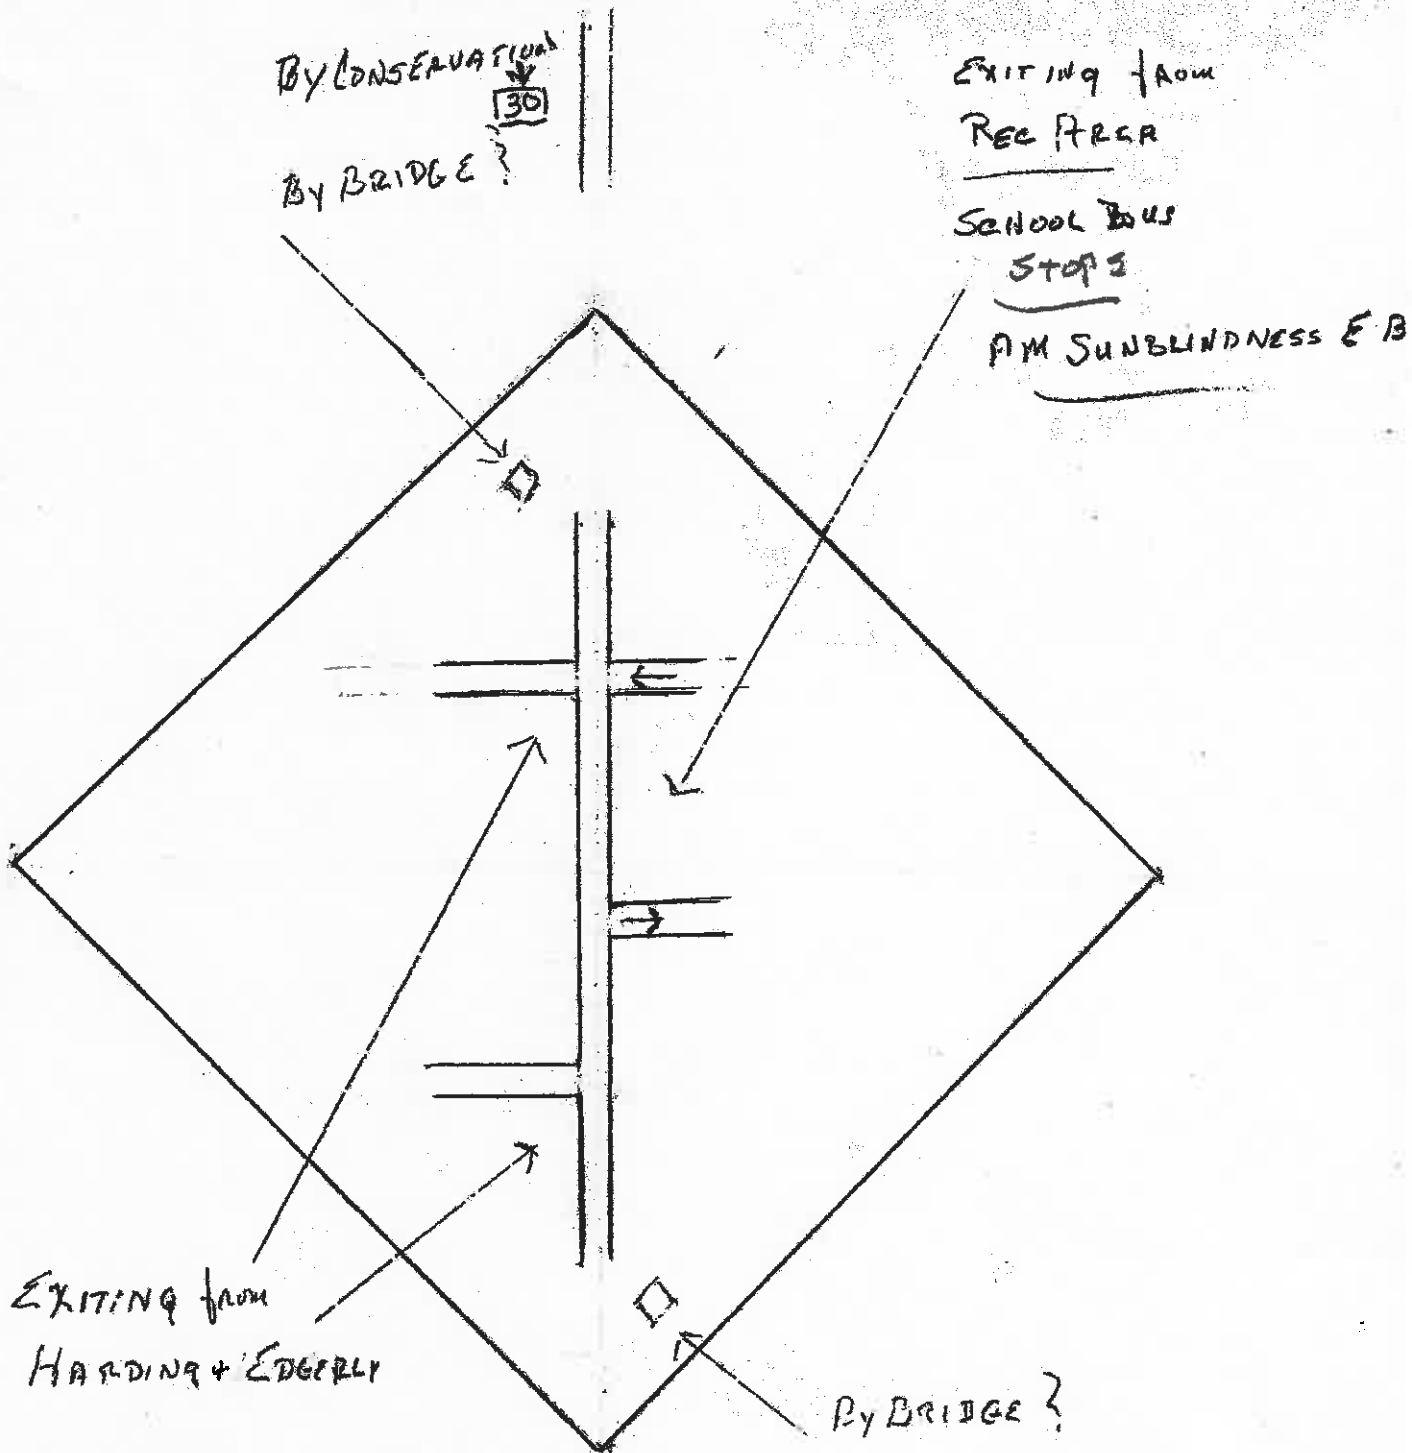 By CONSERVATION
30
By BRIDGE ?
EXITING from
REC AREA
SCHOOL BUS
STOPS
AM SUNBLINDNESS E B
EXITING from
HARDING + EDGERLY
By BRIDGE ?